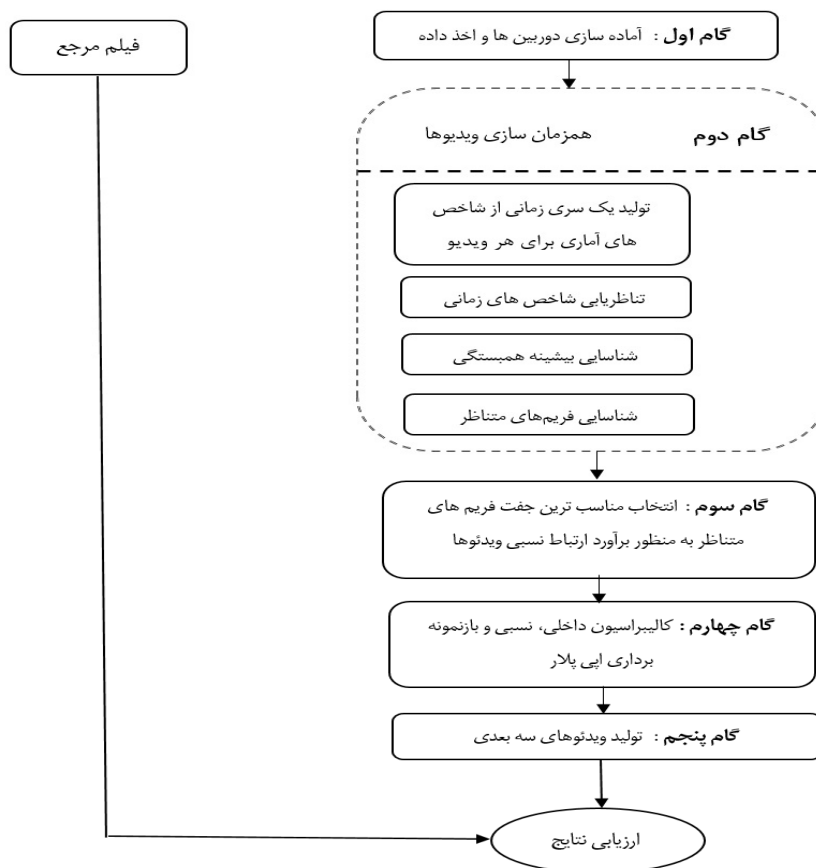 فیلم مرجع
گام اول : آماده سازی دوربین ها و اخذ داده
گام دوم
همزمان سازی ویدیوها
تولید یک سری زمانی از شاخص
های آماری برای هر ویدیو
تناظریابی شاخص های زمانی
شناسایی بیشینه همبستگی
شناسایی فریم‌های متناظر
گام سوم : انتخاب مناسب ترین جفت فریم های
متناظر به منظور برآورد ارتباط نسبی ویدئوها
گام چهارم : کالیبراسیون داخلی، نسبی و بازنمونه
برداری اپی پلار
گام پنجم : تولید ویدئوهای سه بعدی
ارزیابی نتایج